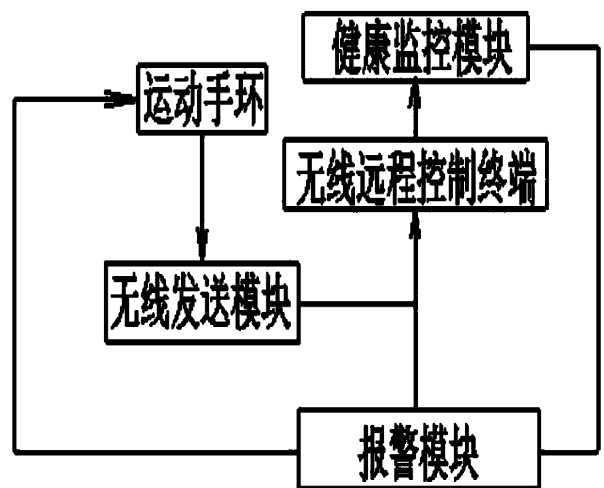 健康监控模块
运动手环
无线远程控制终端
无线发送模块
报警模块